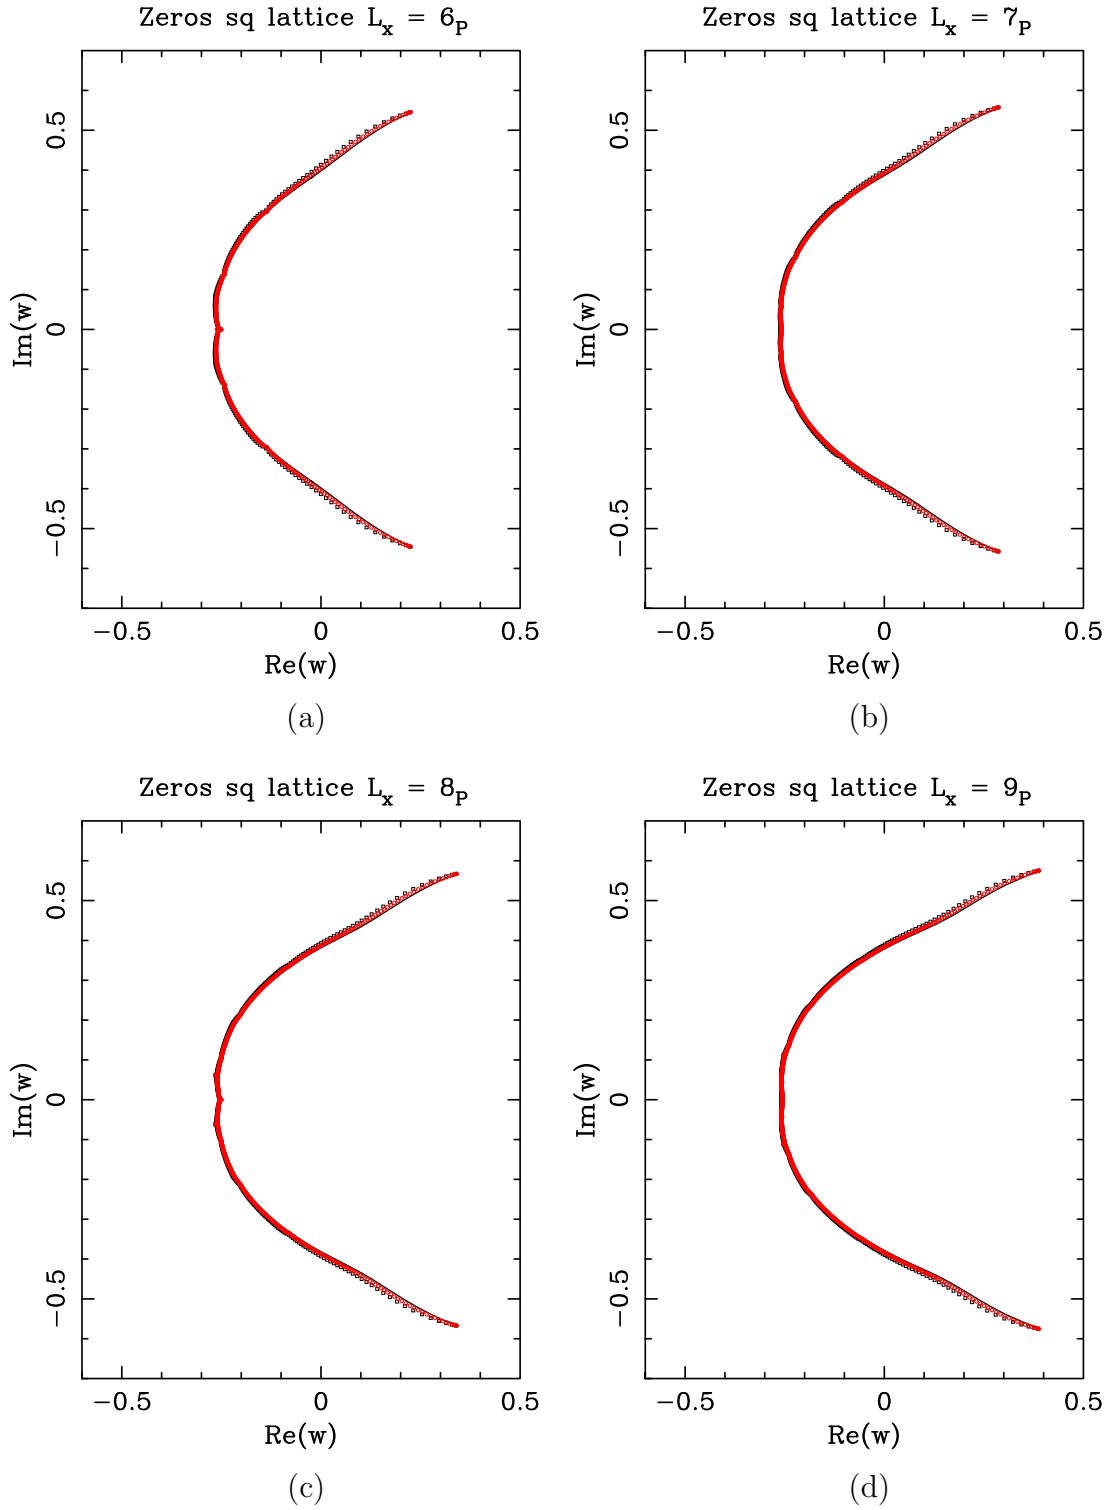 Zeros sq lattice Lx = 6P
Zeros sq lattice Lx = 7P
0.5
0
−0.5
Im(w)
−0.5 0 0.5
Re(w)
(a)
0.5
0
−0.5
Im(w)
−0.5 0 0.5
Re(w)
(b)
Zeros sq lattice Lx = 8P
Zeros sq lattice Lx = 9P
0.5
0
−0.5
Im(w)
−0.5 0 0.5
Re(w)
(c)
0.5
0
−0.5
Im(w)
−0.5 0 0.5
Re(w)
(d)